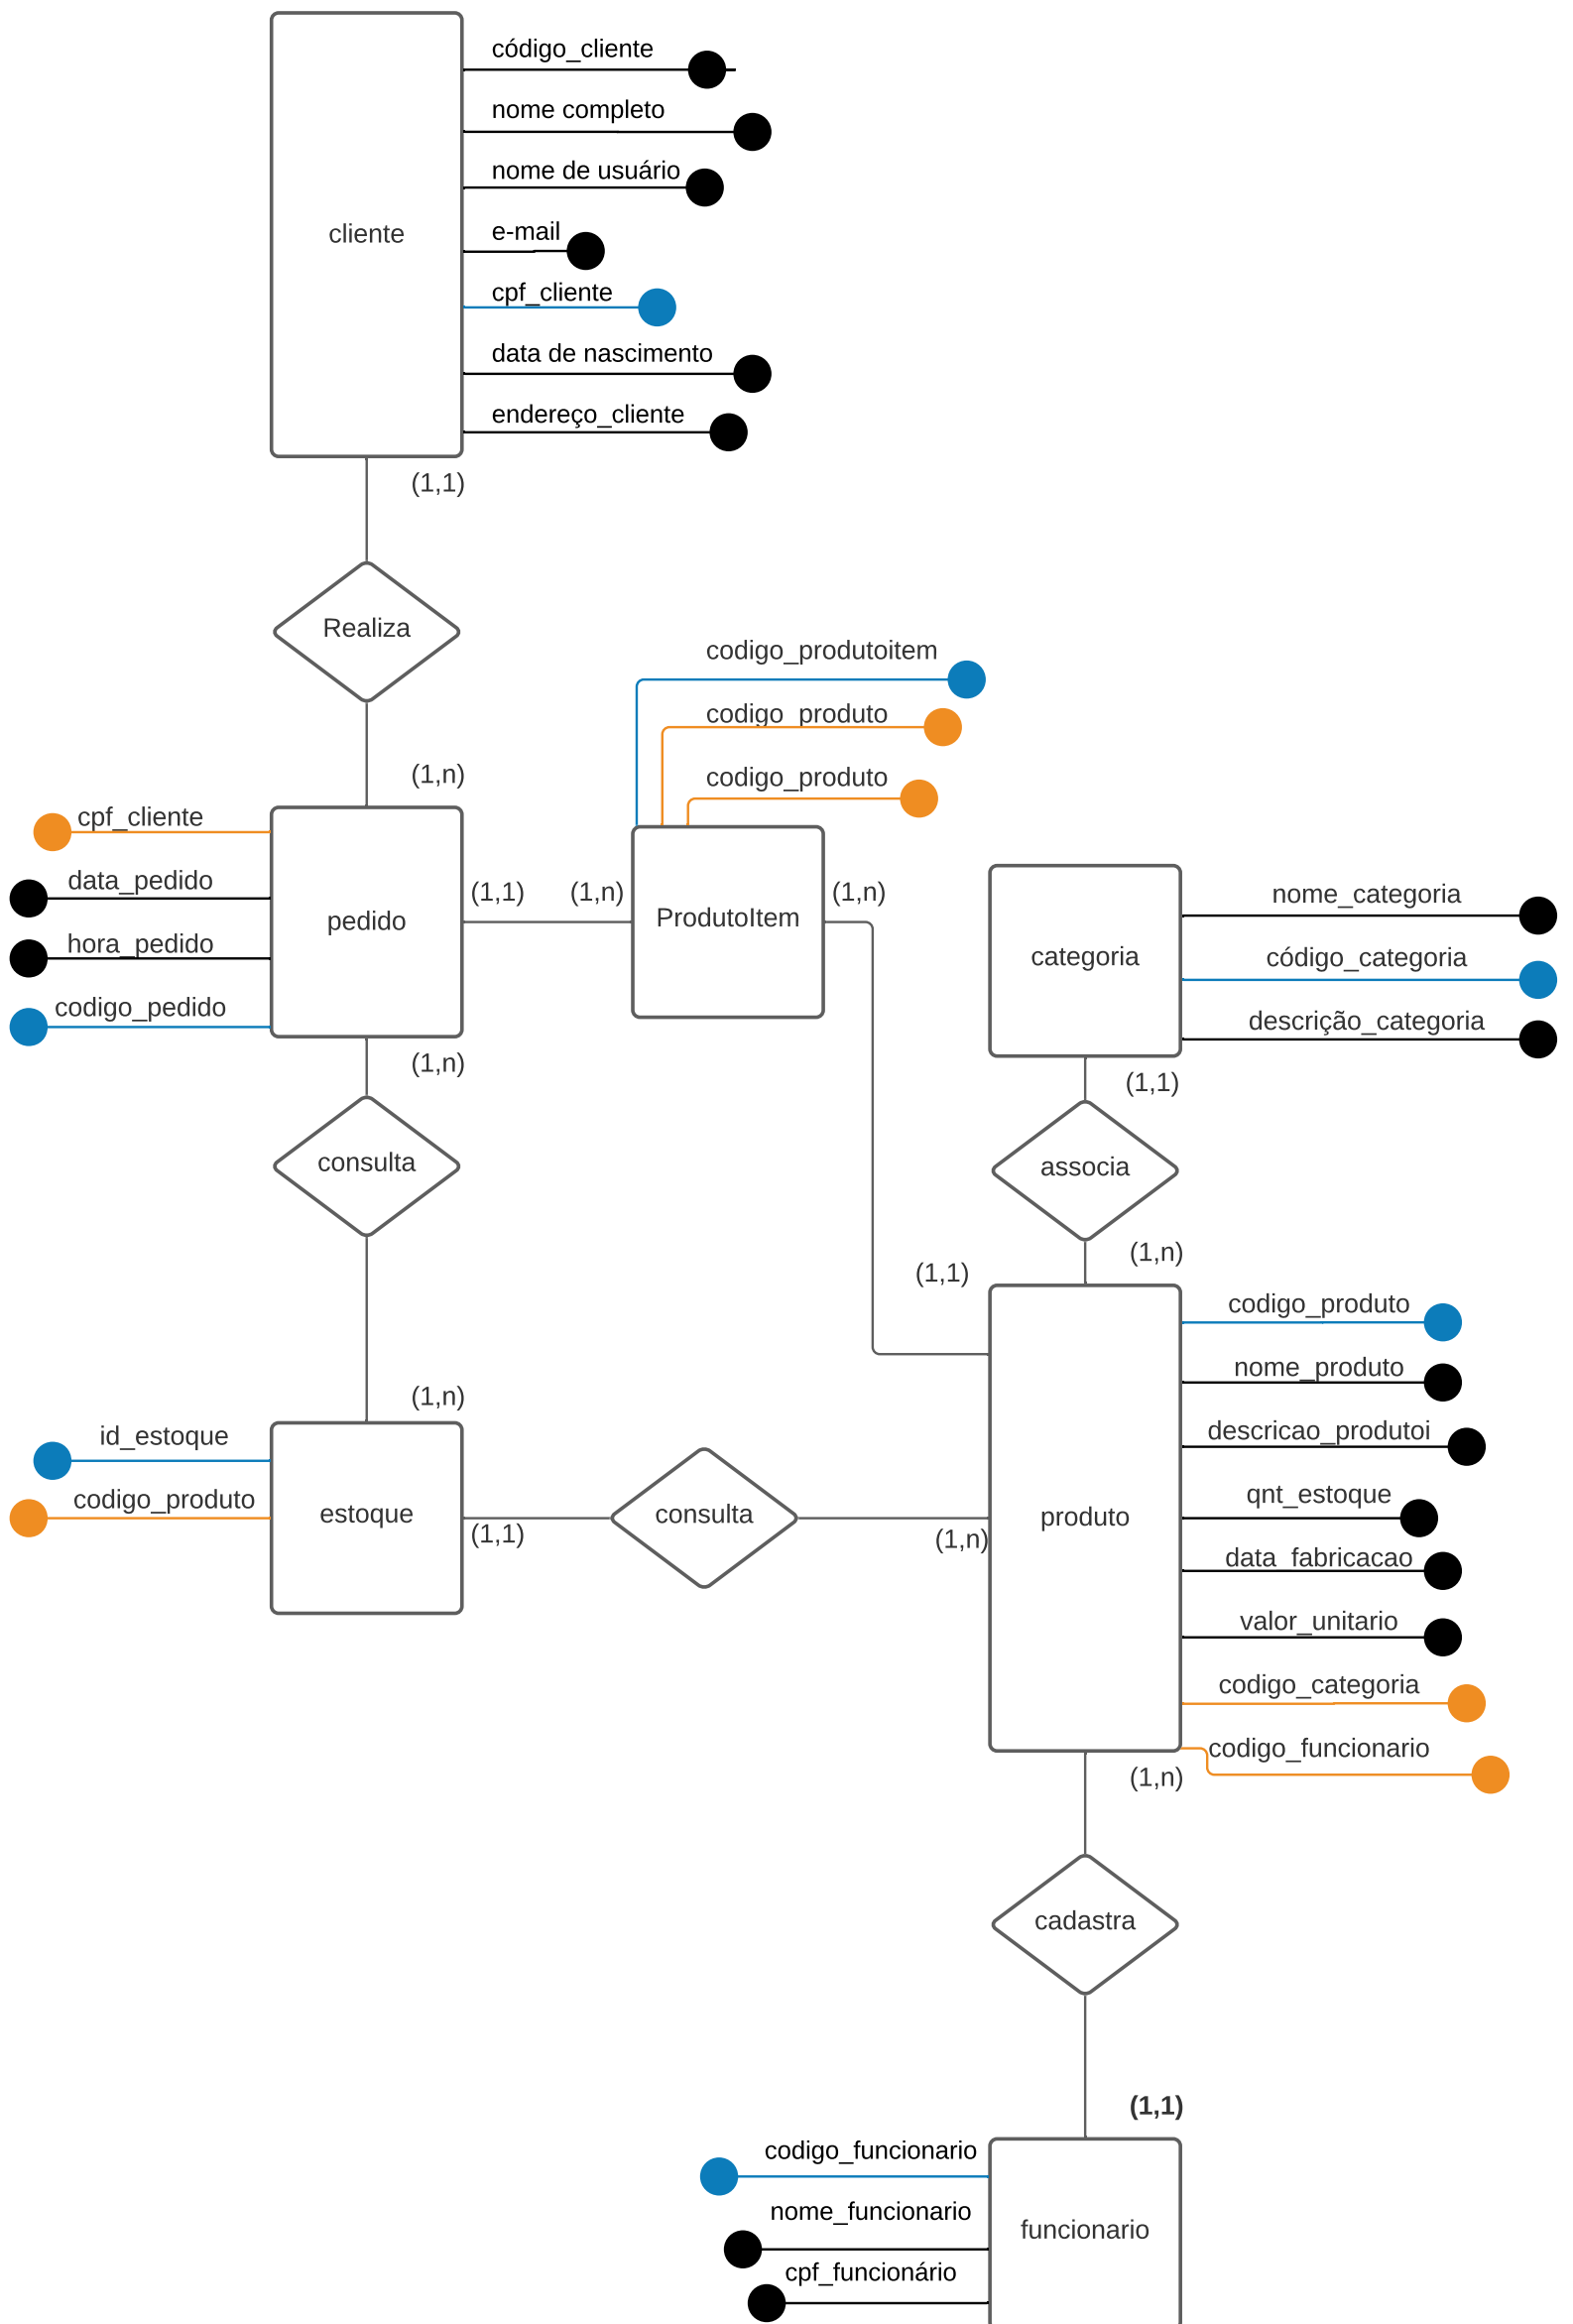 código_cliente
nome completo
nome de usuário
e-mail
cliente
cpf_cliente
data de nascimento
endereço_cliente
(1,1)
Realiza
codigo_produtoitem
codigo_produto
codigo_produto
(1,n)
cpf_cliente
data_pedido
hora_pedido
codigo_pedido
pedido
(1,1)
(1,n)
ProdutoItem
(1,n)
categoria
nome_categoria
código_categoria
descrição_categoria
(1,n)
(1,1)
consulta
associa
(1,n)
(1,1)
codigo_produto
nome_produto
descricao_produtoi
qnt_estoque
data_fabricacao
valor_unitario
codigo_categoria
codigo_funcionario
produto
(1,n)
id_estoque
codigo_produto
estoque
(1,1)
consulta
(1,n)
(1,n)
cadastra
(1,1)
codigo_funcionario
nome_funcionario
cpf_funcionário
funcionario